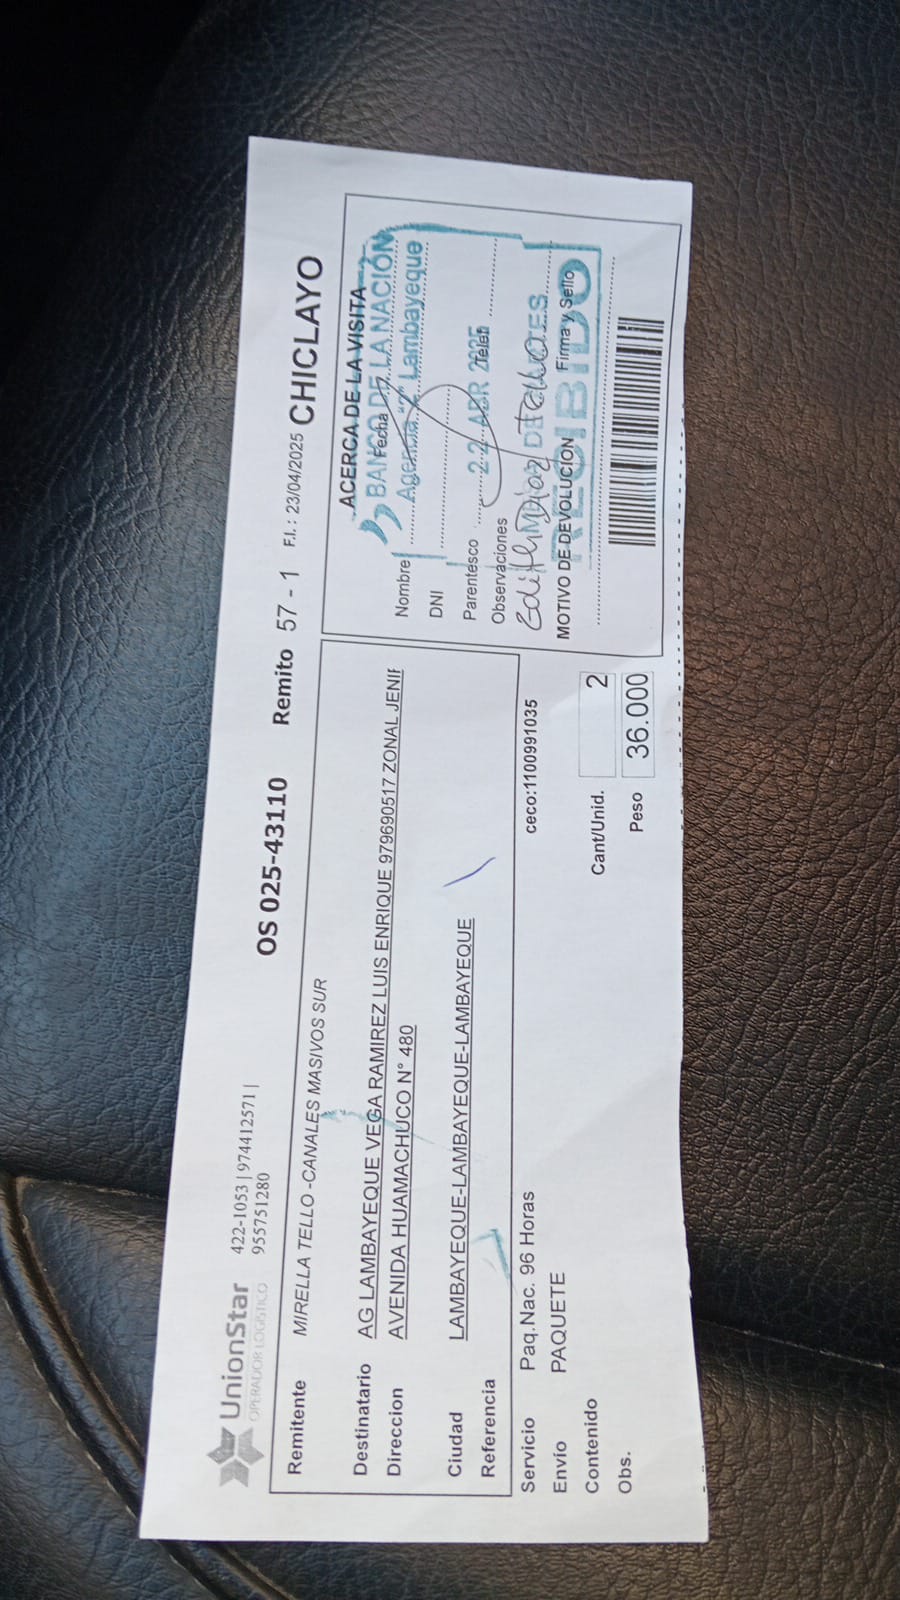 UnionStar
OPERADOR LOGISTICO
422-1053 | 974412571 |
955751280
OS 025-43110
Remito 57 - 1
F.I.: 23/04/2025
CHICLAYO
Remitente MIRELLA TELLO -CANALES MASIVOS SUR
Destinatario AG LAMBAYEQUE VEGA RAMIREZ LUIS ENRIQUE 979690517 ZONAL JENIF
Direccion AVENIDA HUAMACHUCO N° 480
Ciudad LAMBAYEQUE-LAMBAYEQUE-LAMBAYEQUE
Referencia
Servicio Paq.Nac. 96 Horas
ceco:1100991035
Envío PAQUETE
Contenido
Obs.
Cant/Unid. 2
Peso 36.000
ACERCA DE LA VISITA
BANCO DE LA NACIÓN
Fecha
Nombre
Agencia "2" Lambayeque
DNI
Parentesco
22 ABR 2025
Telef.
Observaciones
Edith
MOTIVO DE DEVOLUCION
Firma y Sello
RECIBIDO